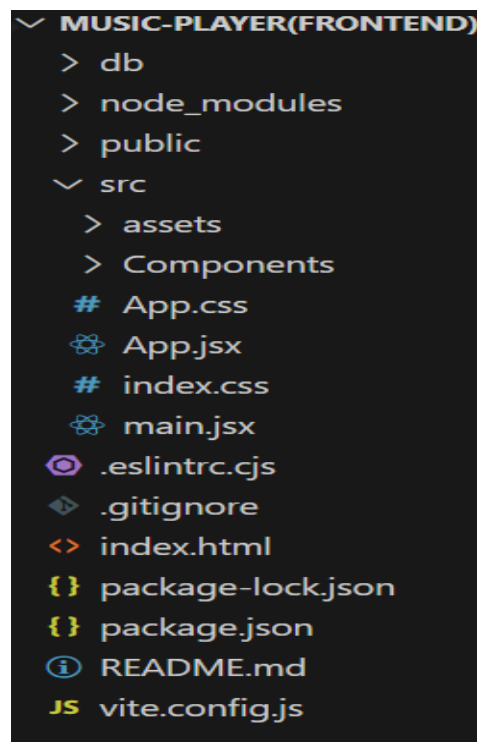 MUSIC-PLAYER(FRONTEND)
db
node_modules
public
src
assets
Components
# App.css
App.jsx
# index.css
main.jsx
.eslintrc.cjs
.gitignore
<> index.html
{} package-lock.json
{} package.json
README.md
JS vite.config.js